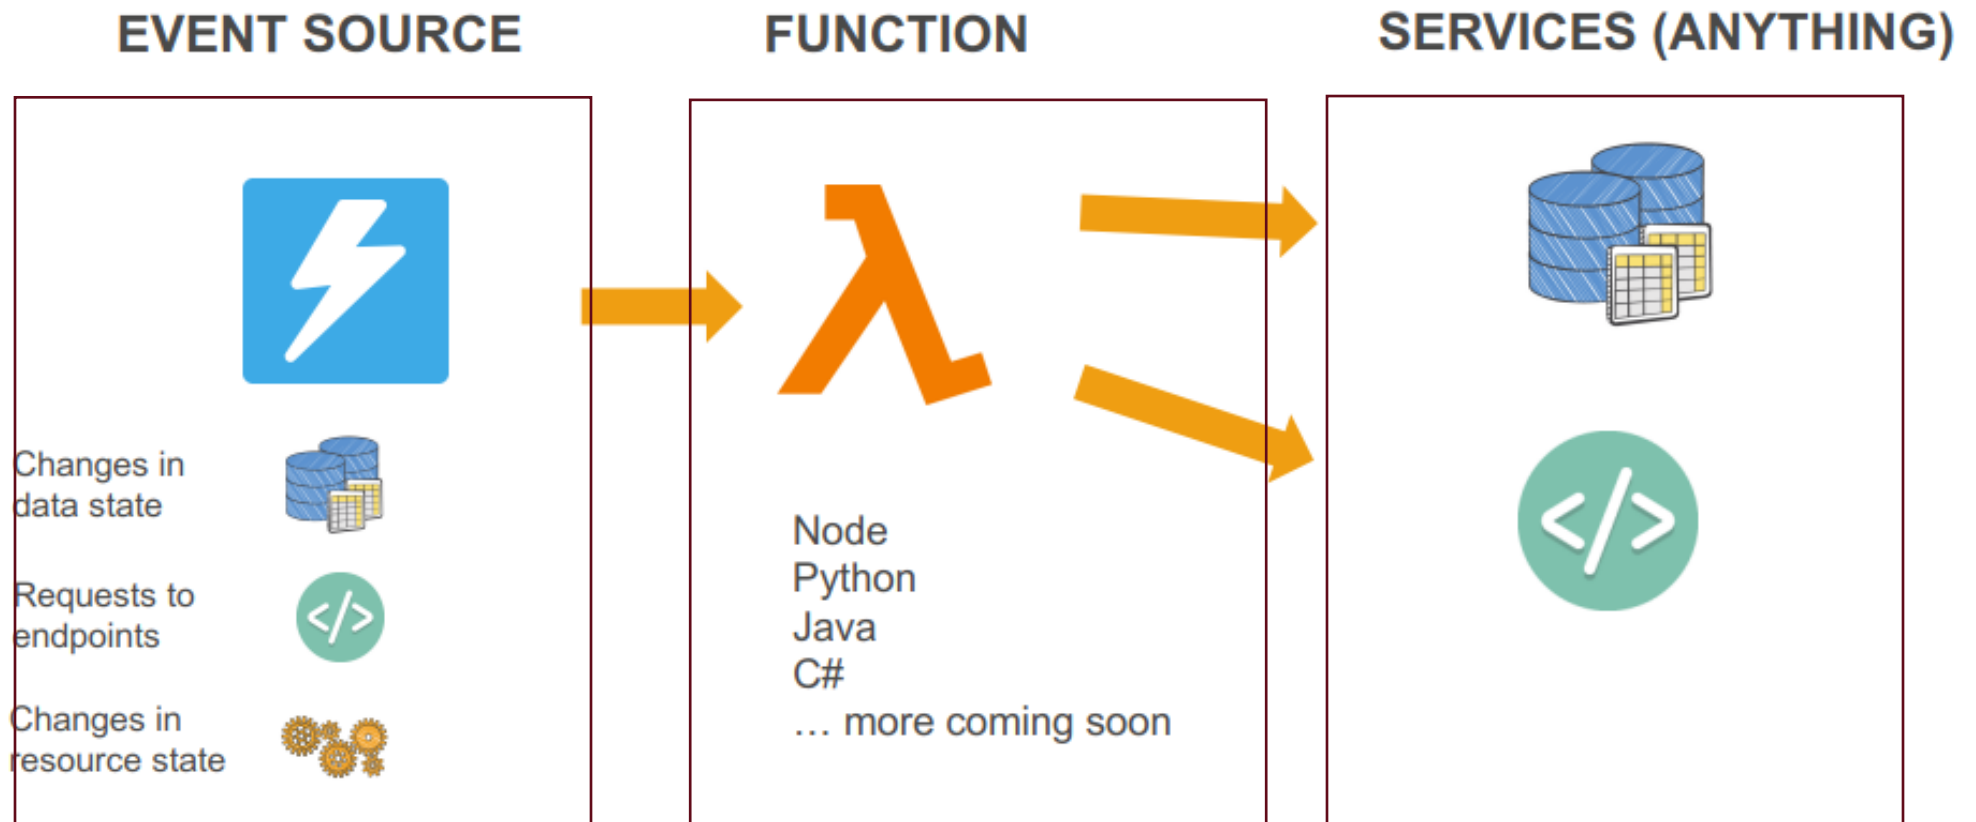 EVENT SOURCE
FUNCTION
SERVICES (ANYTHING)
Changes in
data state
Requests to
endpoints
Changes in
resource state
Node
Python
Java
C#
… more coming soon